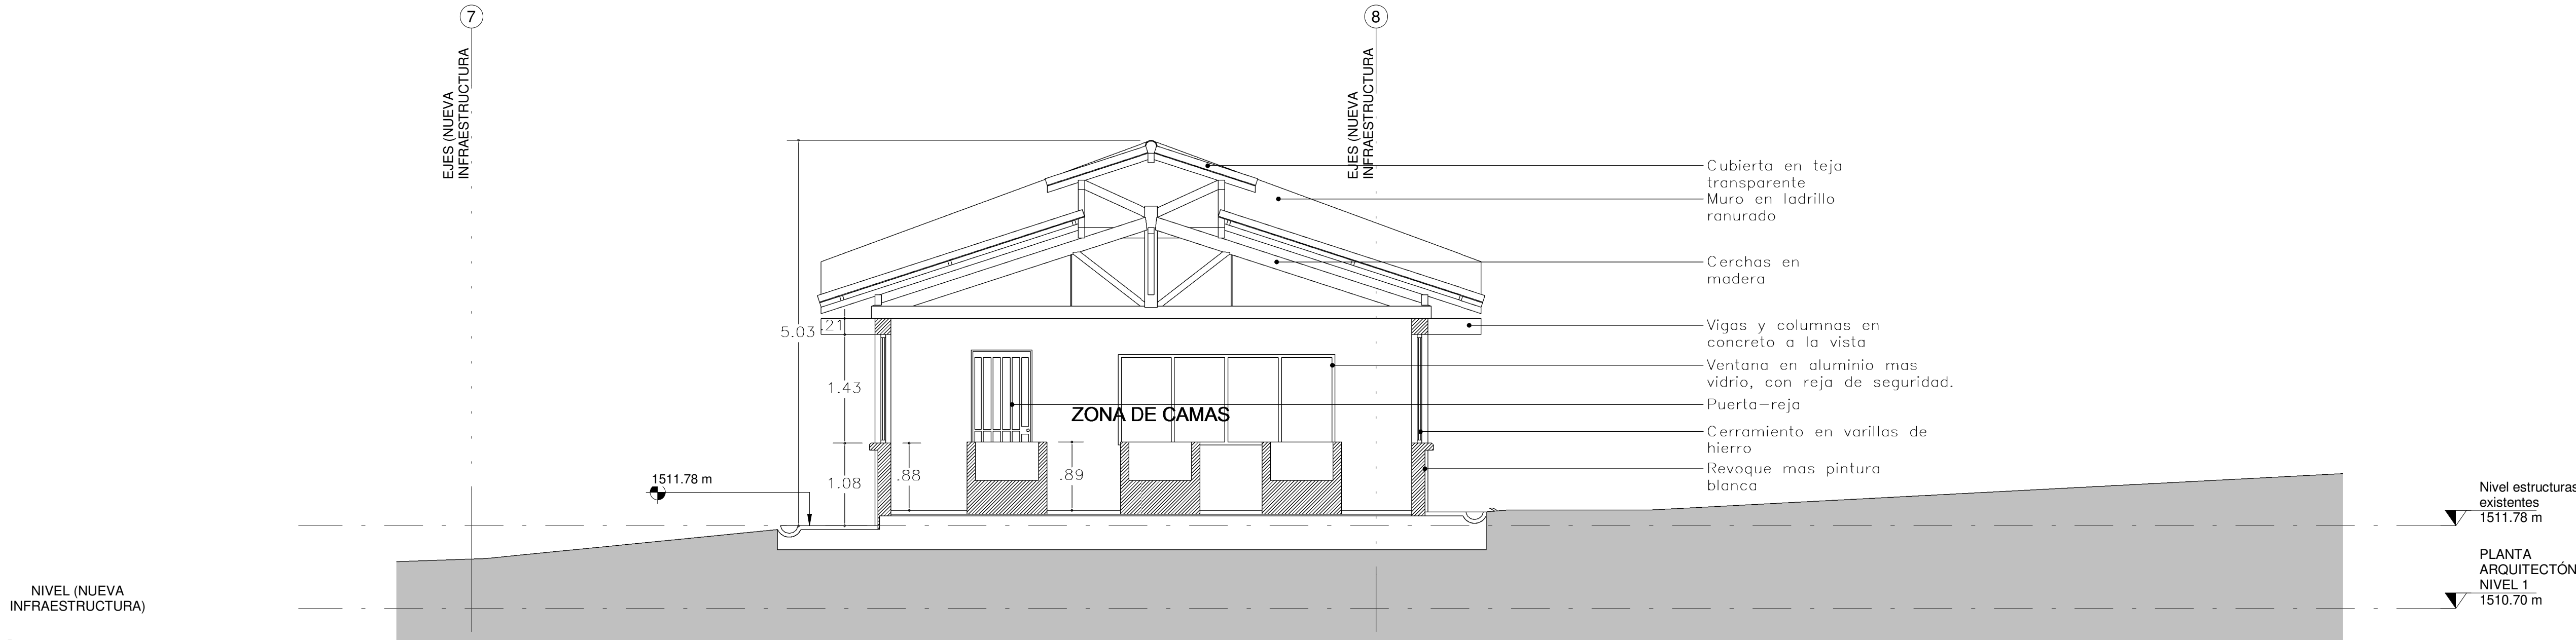 7
8
EJES (NUEVA
INFRAESTRUCTURA
EJES (NUEVA
INFRAESTRUCTURA
Cubierta en teja
transparente
Muro en ladrillo
ranurado
Cerchas en
madera
Vigas y columnas en
concreto a la vista
Ventana en aluminio mas
vidrio, con reja de seguridad.
Puerta-reja
Cerramiento en varillas de
hierro
Revoque mas pintura
blanca
5.03
.21
1.43
ZONA DE CAMAS
1.08
.88
.89
1511.78 m
Nivel estructuras
existentes
1511.78 m
PLANTA
ARQUITECTÓN
NIVEL 1
1510.70 m
NIVEL (NUEVA
INFRAESTRUCTURA)